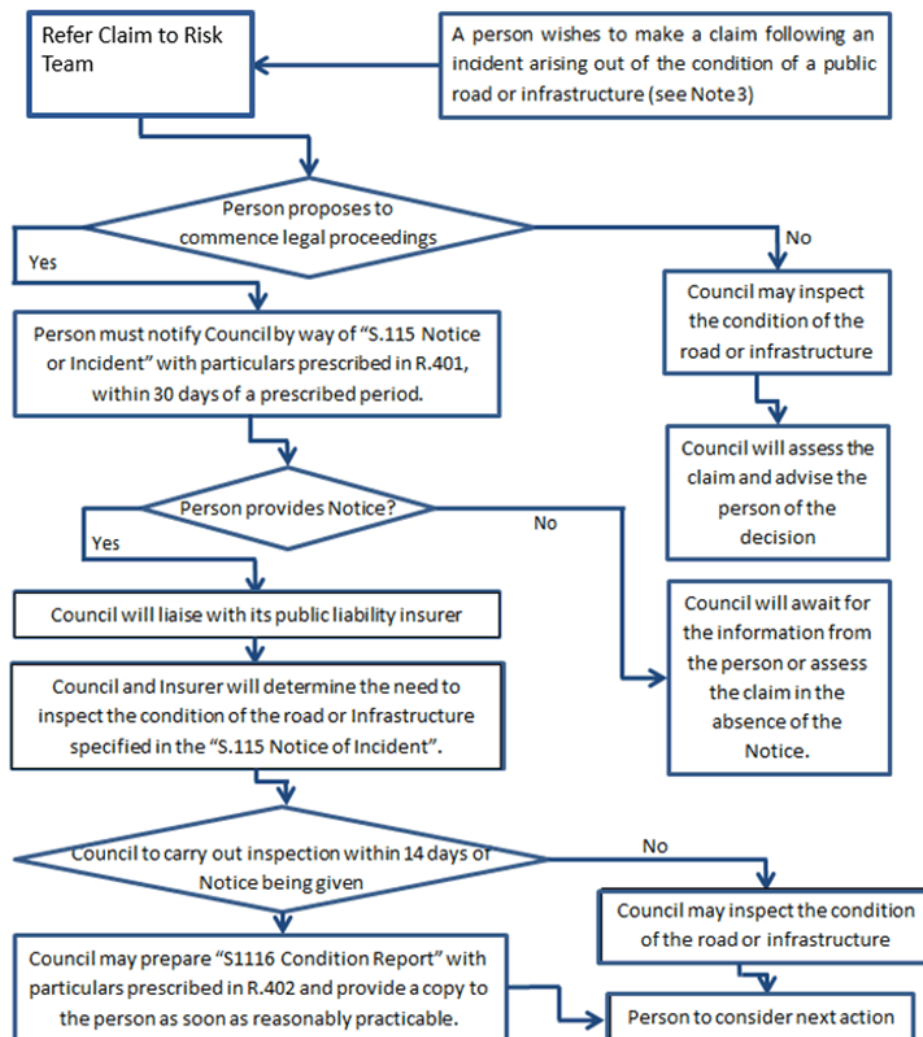 Refer Claim to Risk
Team
A person wishes to make a claim following an
incident arising out of the condition of a public
road or infrastructure (see Note 3)
Person proposes to
commence legal proceedings
Yes
No
Person must notify Council by way of “S.115 Notice
or Incident” with particulars prescribed in R.401,
within 30 days of a prescribed period.
Council may inspect
the condition of the
road or infrastructure
Council will assess the
claim and advise the
person of the
decision
Person provides Notice?
Yes
No
Council will liaise with its public liability insurer
Council will await for
the information from
the person or assess
the claim in the
absence of the
Notice.
Council and Insurer will determine the need to
inspect the condition of the road or Infrastructure
specified in the “S.115 Notice of Incident”.
Council to carry out inspection within 14 days of
Notice being given
No
Council may inspect the condition
of the road or infrastructure
Council may prepare “S1116 Condition Report” with
particulars prescribed in R.402 and provide a copy to
the person as soon as reasonably practicable.
Person to consider next action